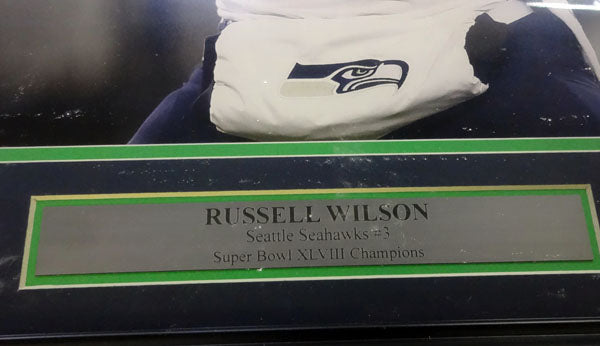 RUSSELL WILSON
Seattle Seahawks #3
Super Bowl XLVIII Champions